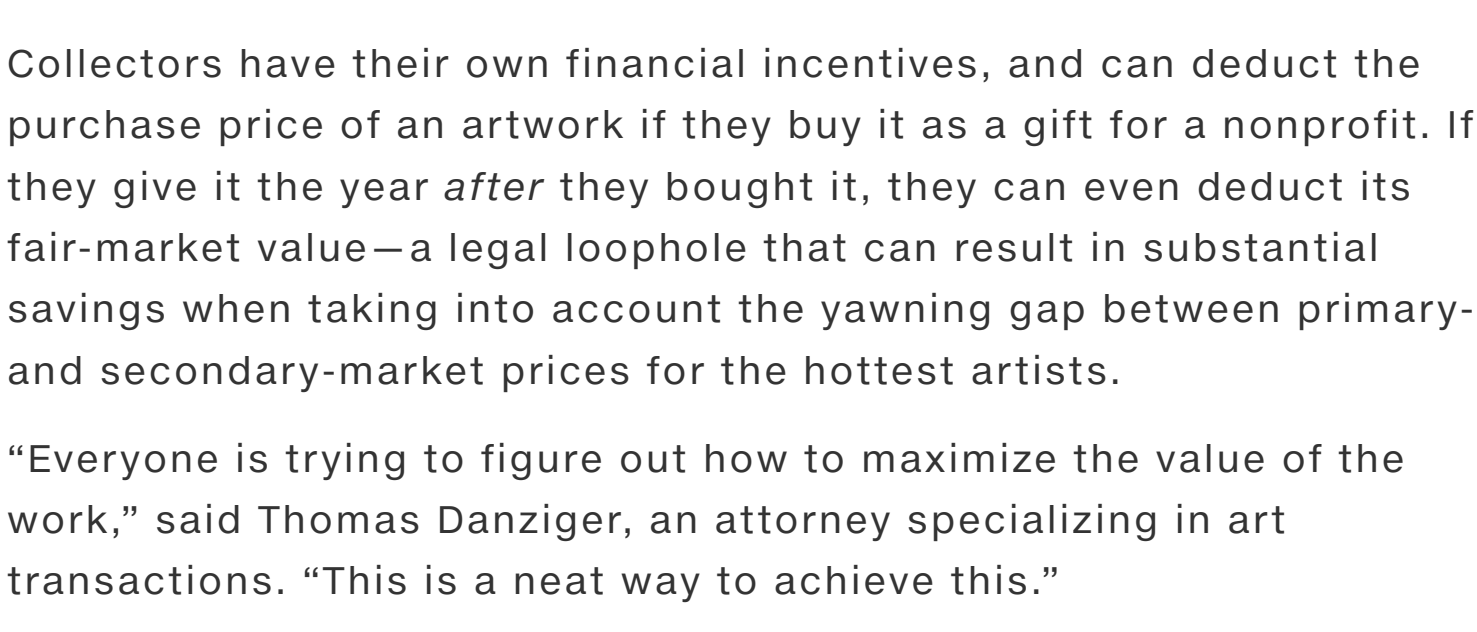 Collectors have their own financial incentives, and can deduct the
purchase price of an artwork if they buy it as a gift for a nonprofit. If
they give it the year after they bought it, they can even deduct its
fair-market value—a legal loophole that can result in substantial
savings when taking into account the yawning gap between primary-
and secondary-market prices for the hottest artists.
“Everyone is trying to figure out how to maximize the value of the
work,” said Thomas Danziger, an attorney specializing in art
transactions. “This is a neat way to achieve this.”